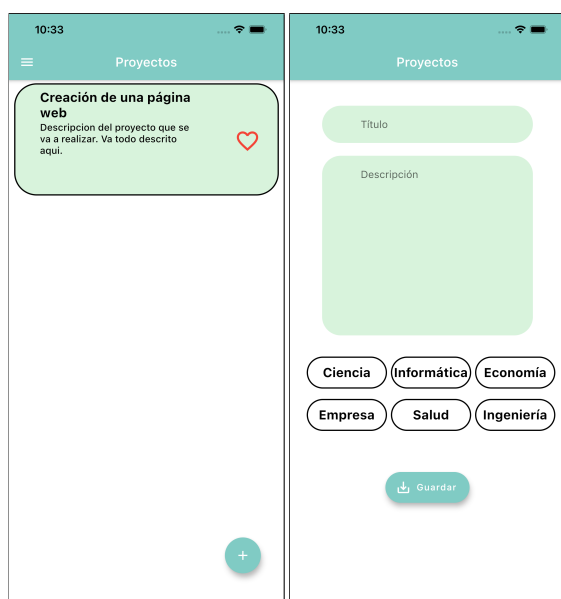 10:33
Proyectos
Creación de una página
web
Descripcion del proyecto que se
va a realizar. Va todo descrito
aqui.
+
10:33
Proyectos
Título
Descripción
Ciencia Informática Economía
Empresa Salud Ingeniería
Guardar